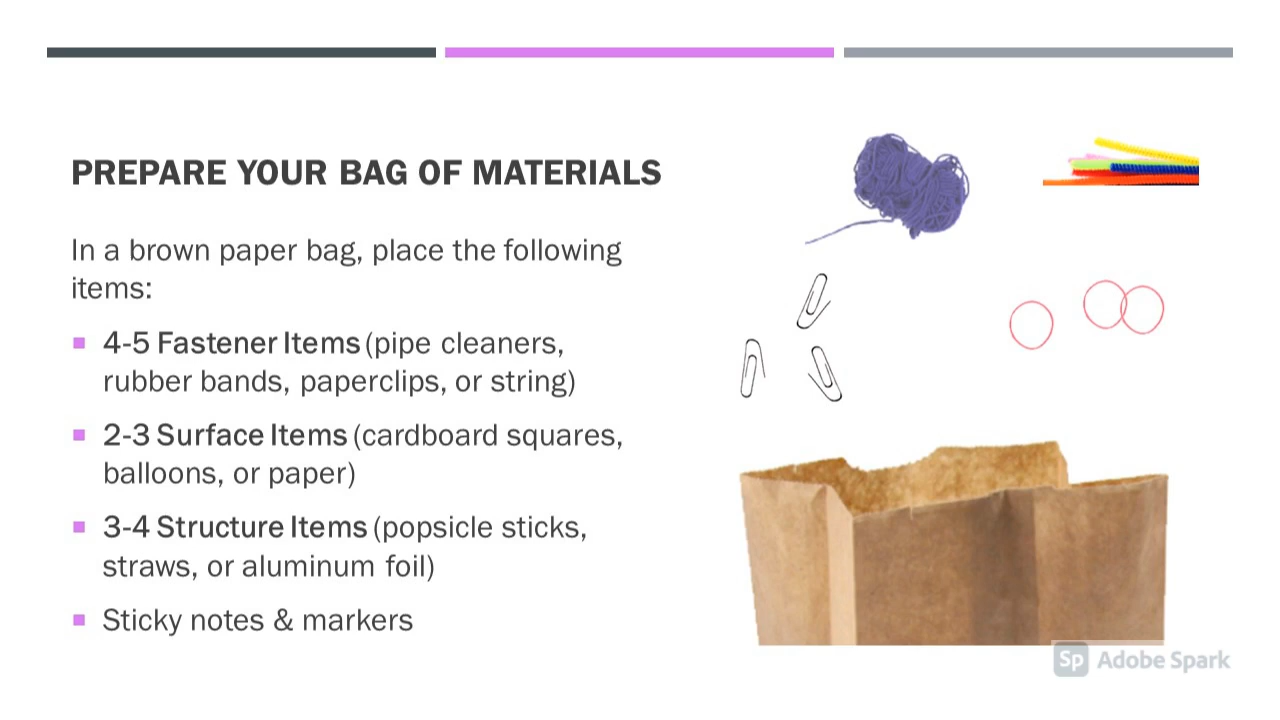 PREPARE YOUR BAG OF MATERIALS
In a brown paper bag, place the following
items:
4-5 Fastener Items (pipe cleaners,
rubber bands, paperclips, or string)
2-3 Surface Items (cardboard squares,
balloons, or paper)
3-4 Structure Items (popsicle sticks,
straws, or aluminum foil)
Sticky notes & markers
Sp Adobe Spark